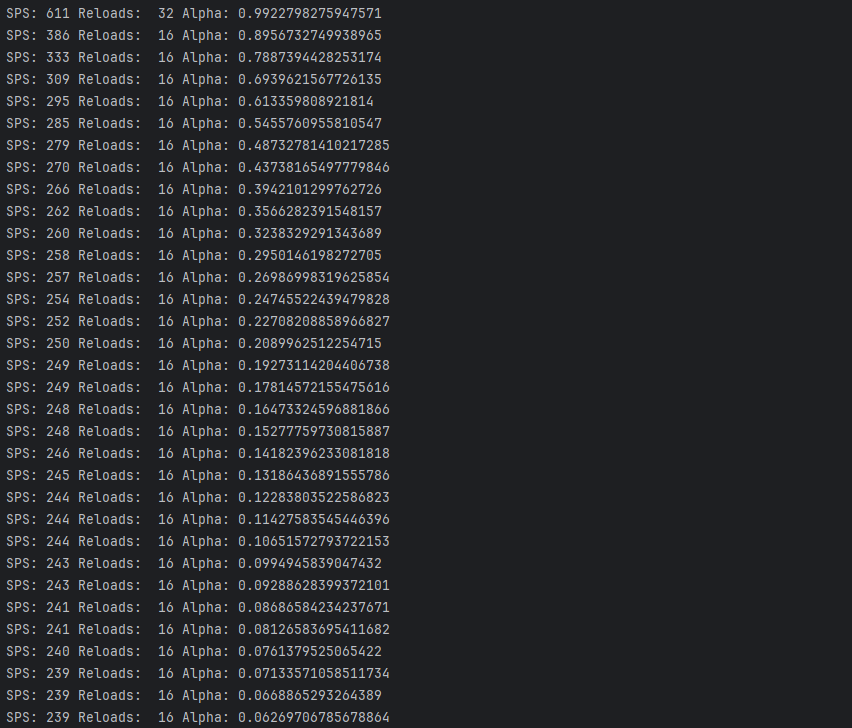 SPS: 611 Reloads:  32 Alpha: 0.9922798275947571
SPS: 386 Reloads:  16 Alpha: 0.8956732749938965
SPS: 333 Reloads:  16 Alpha: 0.7887394428253174
SPS: 309 Reloads:  16 Alpha: 0.6939621567726135
SPS: 295 Reloads:  16 Alpha: 0.613359808921814
SPS: 285 Reloads:  16 Alpha: 0.5455760955810547
SPS: 279 Reloads:  16 Alpha: 0.48732781410217285
SPS: 270 Reloads:  16 Alpha: 0.43738165497779846
SPS: 266 Reloads:  16 Alpha: 0.3942101299762726
SPS: 262 Reloads:  16 Alpha: 0.3566282391548157
SPS: 260 Reloads:  16 Alpha: 0.3238329291343689
SPS: 258 Reloads:  16 Alpha: 0.2950146198272705
SPS: 257 Reloads:  16 Alpha: 0.26986998319625854
SPS: 254 Reloads:  16 Alpha: 0.24745522439479828
SPS: 252 Reloads:  16 Alpha: 0.22708208858966827
SPS: 250 Reloads:  16 Alpha: 0.2089962512254715
SPS: 249 Reloads:  16 Alpha: 0.19273114204406738
SPS: 249 Reloads:  16 Alpha: 0.17814572155475616
SPS: 248 Reloads:  16 Alpha: 0.16473324596881866
SPS: 248 Reloads:  16 Alpha: 0.15277759730815887
SPS: 246 Reloads:  16 Alpha: 0.14182396233081818
SPS: 245 Reloads:  16 Alpha: 0.13186436891555786
SPS: 244 Reloads:  16 Alpha: 0.12283803522586823
SPS: 244 Reloads:  16 Alpha: 0.11427583545446396
SPS: 244 Reloads:  16 Alpha: 0.10651572793722153
SPS: 243 Reloads:  16 Alpha: 0.0994945839047432
SPS: 243 Reloads:  16 Alpha: 0.09288628399372101
SPS: 241 Reloads:  16 Alpha: 0.08686584234237671
SPS: 241 Reloads:  16 Alpha: 0.08126583695411682
SPS: 240 Reloads:  16 Alpha: 0.0761379525065422
SPS: 239 Reloads:  16 Alpha: 0.07133571058511734
SPS: 239 Reloads:  16 Alpha: 0.0668865293264389
SPS: 239 Reloads:  16 Alpha: 0.06269706785678864